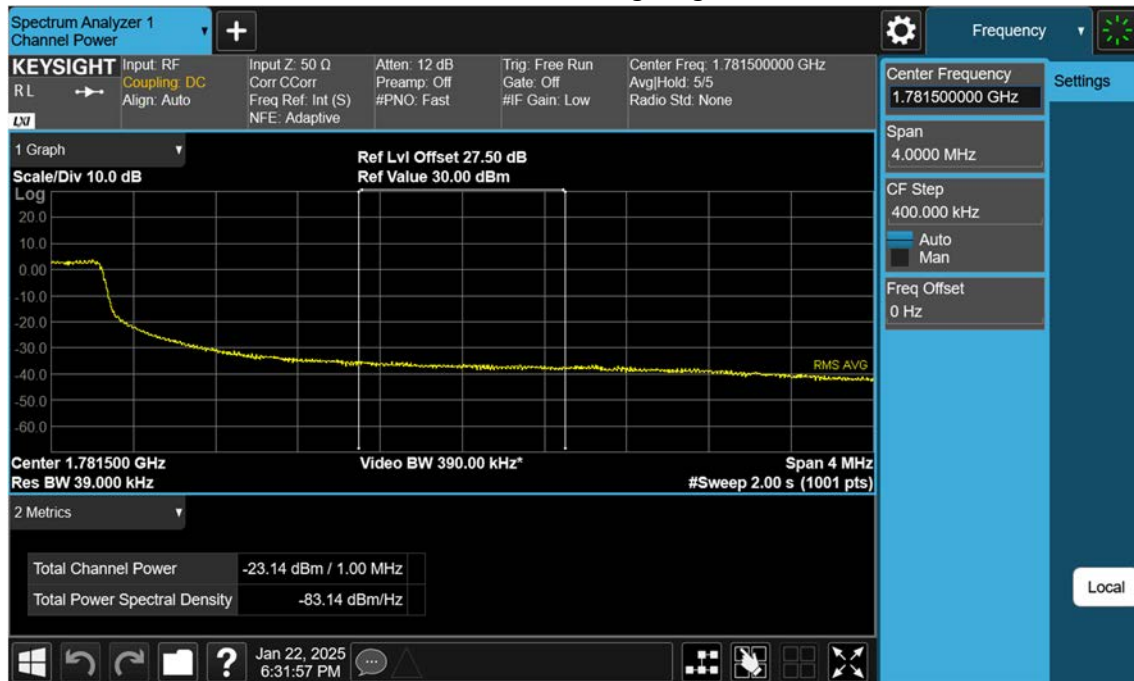 Spectrum Analyzer 1
Channel Power
Frequency
KEYSIGHT
R L
LXI
Input: RF
Coupling: DC
Align: Auto
Input Z: 50 Ω
Corr CCorr
Freq Ref: Int (S)
NFE: Adaptive
Atten: 12 dB
Preamp: Off
#PNO: Fast
Trig: Free Run
Gate: Off
#IF Gain: Low
Center Freq: 1.781500000 GHz
Avg|Hold: 5/5
Radio Std: None
1 Graph
Scale/Div 10.0 dB
Ref Lvl Offset 27.50 dB
Ref Value 30.00 dBm
Log
20.0
10.0
0.00
-10.0
-20.0
-30.0
-40.0
-50.0
-60.0
RMS AVG
Center 1.781500 GHz
Res BW 39.000 kHz
Video BW 390.00 kHz*
Span 4 MHz
#Sweep 2.00 s (1001 pts)
2 Metrics
Total Channel Power -23.14 dBm / 1.00 MHz
Total Power Spectral Density -83.14 dBm/Hz
Center Frequency
1.781500000 GHz
Span
4.0000 MHz
CF Step
400.000 kHz
Auto
Man
Freq Offset
0 Hz
Settings
Local
?
Jan 22, 2025
6:31:57 PM